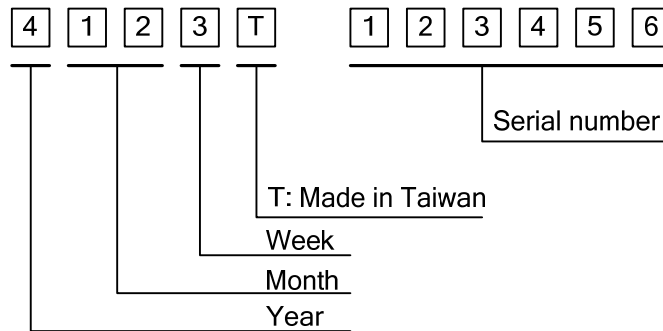 4 1 2 3 T 1 2 3 4 5 6
Serial number
T: Made in Taiwan
Week
Month
Year